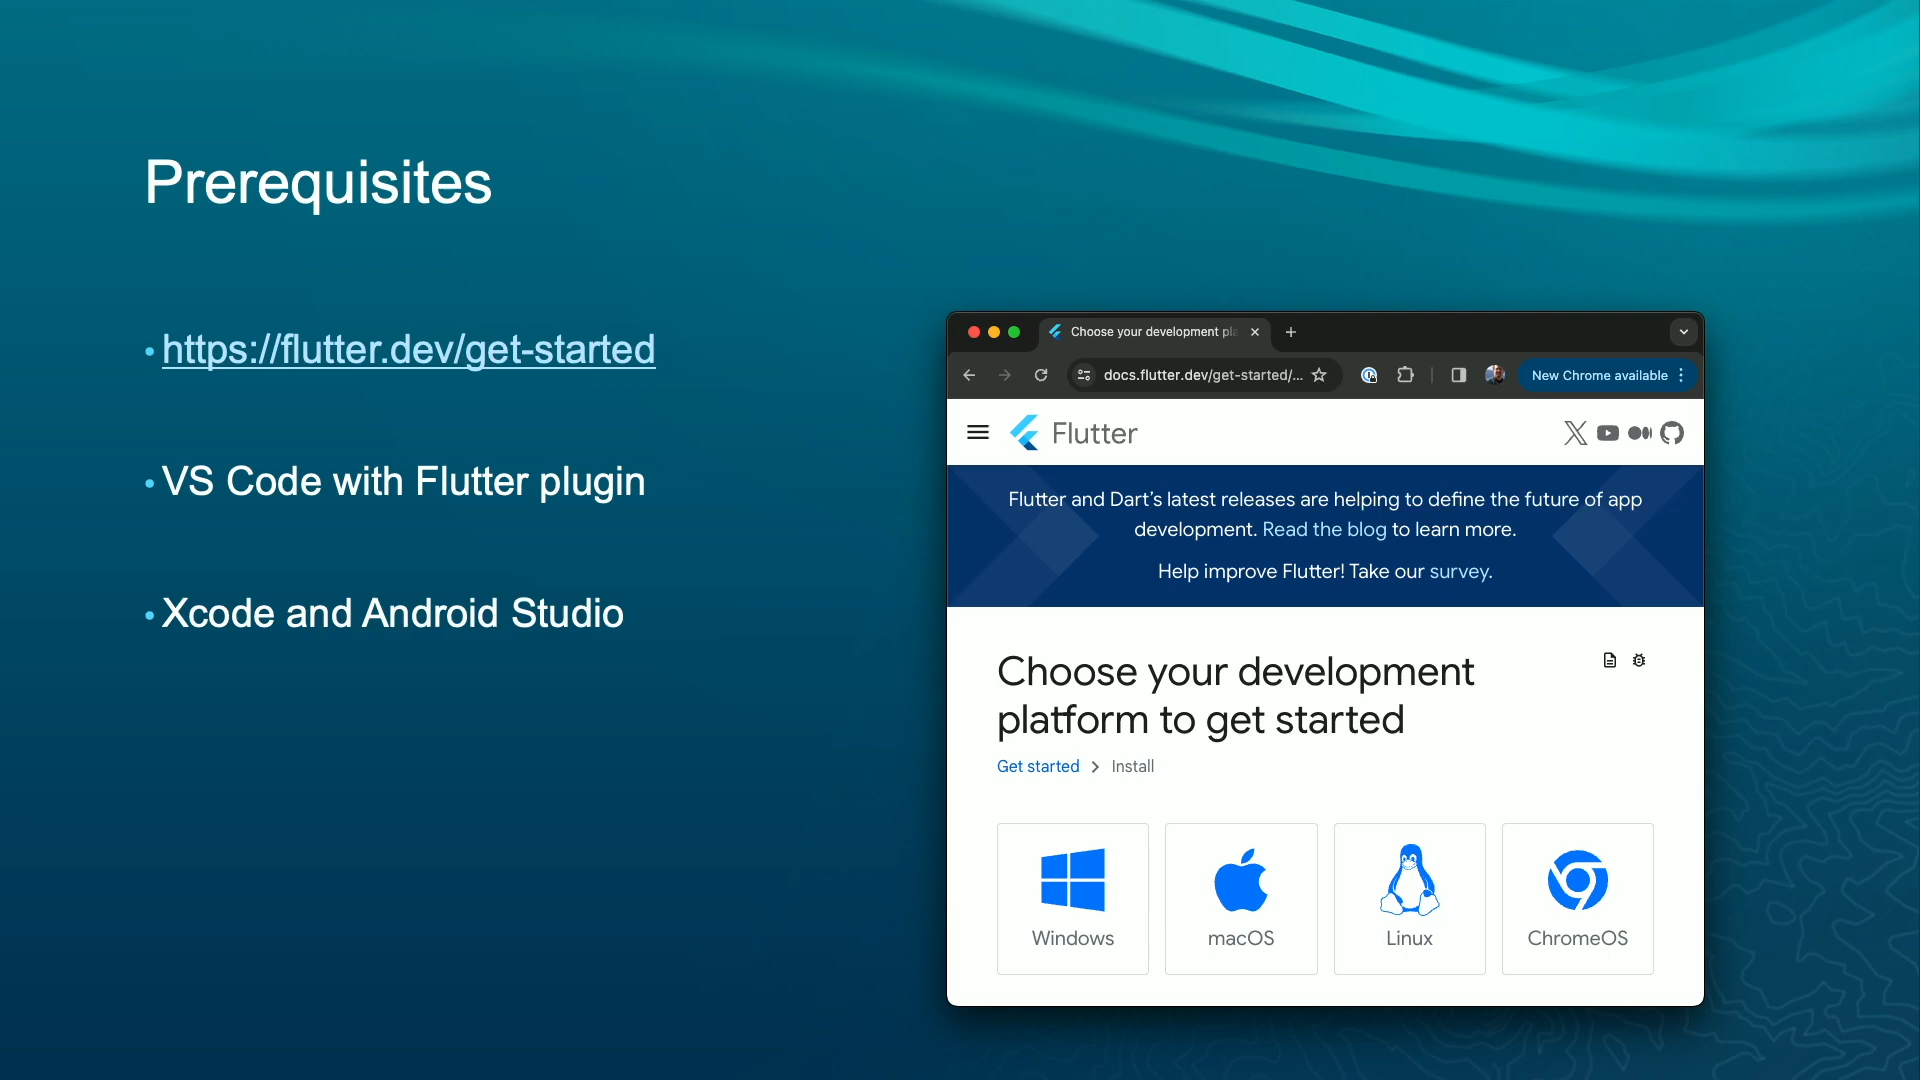 Prerequisites
• https://flutter.dev/get-started
• VS Code with Flutter plugin
• Xcode and Android Studio
Choose your development pla
docs.flutter.dev/get-started/...
New Chrome available
Flutter
Flutter and Dart’s latest releases are helping to define the future of app
development. Read the blog to learn more.
Help improve Flutter! Take our survey.
Choose your development
platform to get started
Get started > Install
Windows macOS Linux ChromeOS